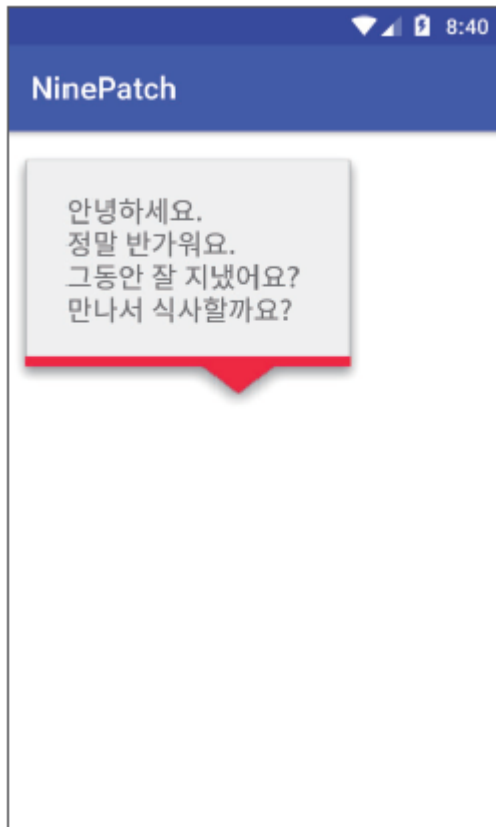 8:40
NinePatch
안녕하세요.
정말 반가워요.
그동안 잘 지냈어요?
만나서 식사할까요?